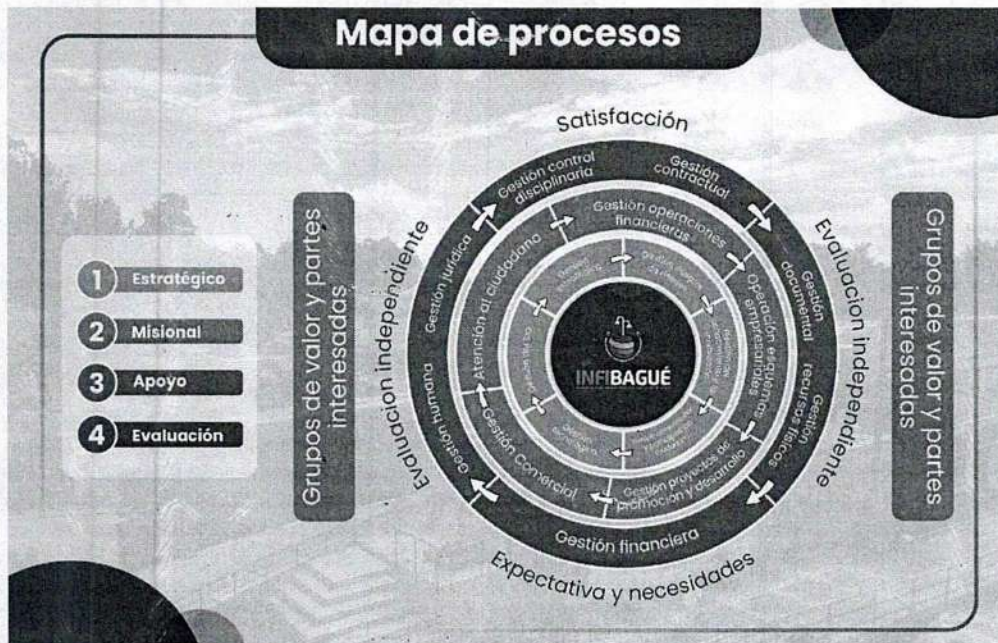 Mapa de procesos
Satisfacción
Evaluacion independiente
Evaluacion independiente
Expectativa y necesidades
Grupos de valor y partes
interesadas
Grupos de valor y partes
interesadas
1 Estratégico
2 Misional
3 Apoyo
4 Evaluación
Gestión control
disciplinaria
Gestión
contractual
Gestión
documental
Gestión
recursos físicos
Gestión financiera
Gestión humana
Gestión jurídica
Gestión operaciones
financieras
Operación esquemas
empresariales
Gestión proyectos de
promoción y desarrollo
Gestión Comercial
Atención al ciudadano
INFIBAGUÉ